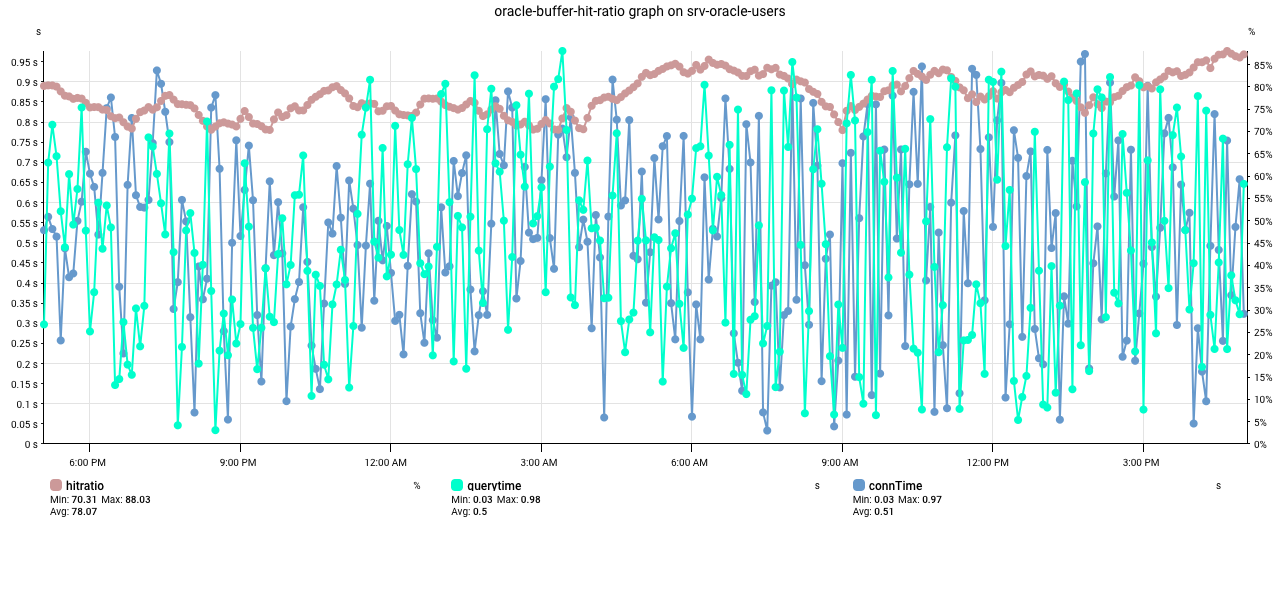 oracle-buffer-hit-ratio graph on srv-oracle-users
s %
0.95 s 85%
0.9 s 80%
0.85 s 75%
0.8 s 70%
0.75 s 65%
0.7 s 60%
0.65 s 55%
0.6 s 50%
0.55 s 45%
0.5 s 40%
0.45 s 35%
0.4 s 30%
0.35 s 25%
0.3 s 20%
0.25 s 15%
0.2 s 10%
0.15 s 5%
0.1 s 0%
0.05 s
0 s
6:00 PM 9:00 PM 12:00 AM 3:00 AM 6:00 AM 9:00 AM 12:00 PM 3:00 PM
hitratio % querytime s connTime s
Min: 70.31 Max: 88.03 Min: 0.03 Max: 0.98 Min: 0.03 Max: 0.97
Avg: 78.07 Avg: 0.5 Avg: 0.51